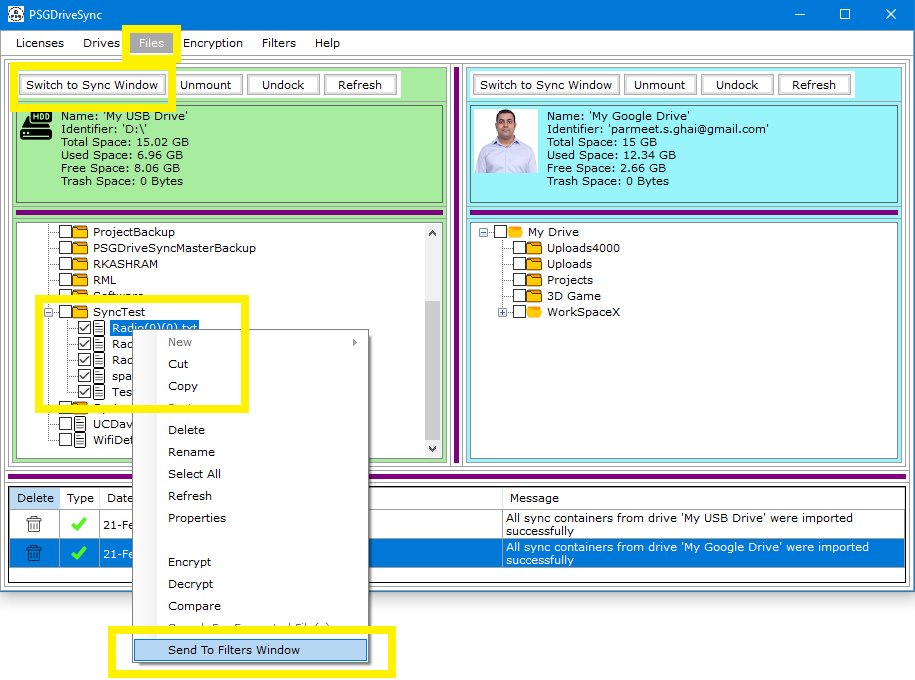 PSGDriveSync
Licenses Drives Files Encryption Filters Help
Switch to Sync Window Unmount Undock Refresh
Name: 'My USB Drive'
Identifier: 'D:\'
Total Space: 15.02 GB
Used Space: 6.96 GB
Free Space: 8.06 GB
Trash Space: 0 Bytes
HDD
Switch to Sync Window Unmount Undock Refresh
Name: 'My Google Drive'
Identifier: 'parmeet.s.ghai@gmail.com'
Total Space: 15 GB
Used Space: 12.34 GB
Free Space: 2.66 GB
Trash Space: 0 Bytes
ProjectBackup
PSGDriveSyncMasterBackup
RKASHRAM
RML
SyncTest
Radio(0)(0).txt
Rad
Rad
spa
Tes
UCDav
WifiDet
My Drive
Uploads4000
Uploads
Projects
3D Game
WorkSpaceX
New
Cut
Copy
Delete
Rename
Select All
Refresh
Properties
Encrypt
Decrypt
Compare
Send To Filters Window
Delete Type Date Message
21-Fe All sync containers from drive 'My USB Drive' were imported
successfully
21-Fe All sync containers from drive 'My Google Drive' were imported
successfully